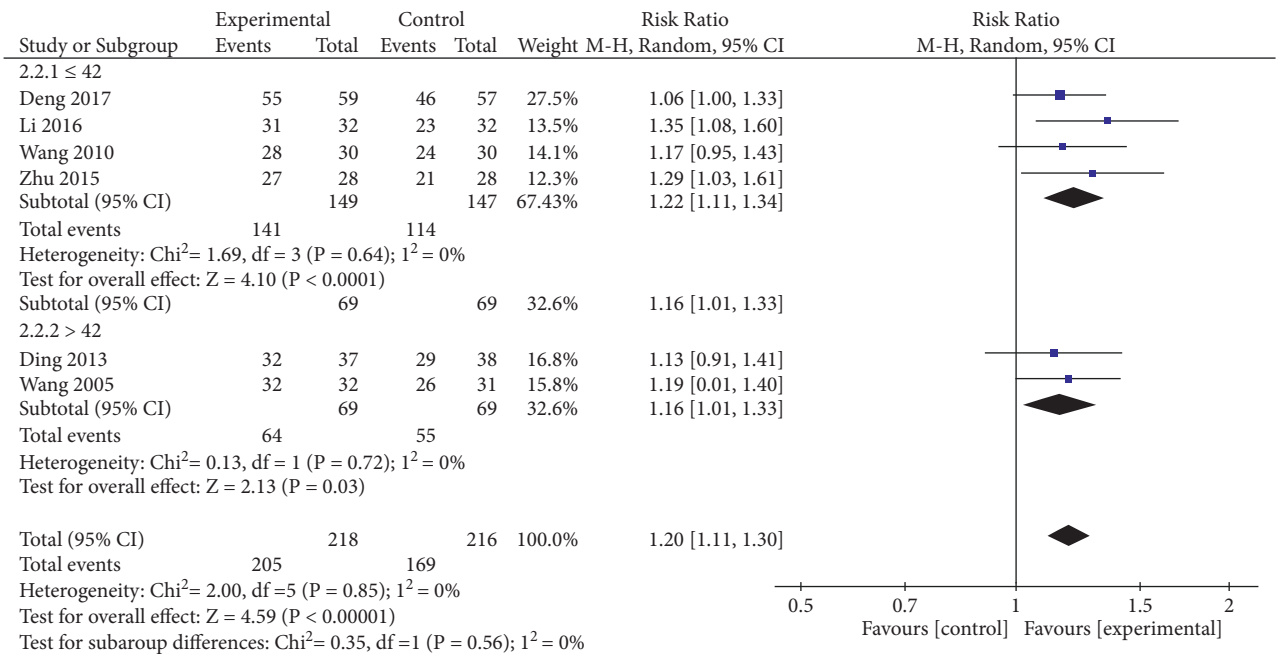 Experimental Control Risk Ratio Risk Ratio
Study or Subgroup Events Total Events Total Weight M-H, Random, 95% CI M-H, Random, 95% CI
2.2.1 ≤ 42
Deng 2017 55 59 46 57 27.5% 1.06 [1.00, 1.33]
Li 2016 31 32 23 32 13.5% 1.35 [1.08, 1.60]
Wang 2010 28 30 24 30 14.1% 1.17 [0.95, 1.43]
Zhu 2015 27 28 21 28 12.3% 1.29 [1.03, 1.61]
Subtotal (95% CI) 149 147 67.43% 1.22 [1.11, 1.34]
Total events 141 114
Heterogeneity: Chi²= 1.69, df = 3 (P = 0.64); 1² = 0%
Test for overall effect: Z = 4.10 (P < 0.0001)
Subtotal (95% CI) 69 69 32.6% 1.16 [1.01, 1.33]
2.2.2 > 42
Ding 2013 32 37 29 38 16.8% 1.13 [0.91, 1.41]
Wang 2005 32 32 26 31 15.8% 1.19 [0.01, 1.40]
Subtotal (95% CI) 69 69 32.6% 1.16 [1.01, 1.33]
Total events 64 55
Heterogeneity: Chi²= 0.13, df = 1 (P = 0.72); 1² = 0%
Test for overall effect: Z = 2.13 (P = 0.03)
Total (95% CI) 218 216 100.0% 1.20 [1.11, 1.30]
Total events 205 169
Heterogeneity: Chi²= 2.00, df =5 (P = 0.85); 1² = 0%
Test for overall effect: Z = 4.59 (P < 0.00001)
Test for subaroup differences: Chi²= 0.35, df =1 (P = 0.56); 1² = 0%
0.5 0.7 1 1.5 2
Favours [control] Favours [experimental]